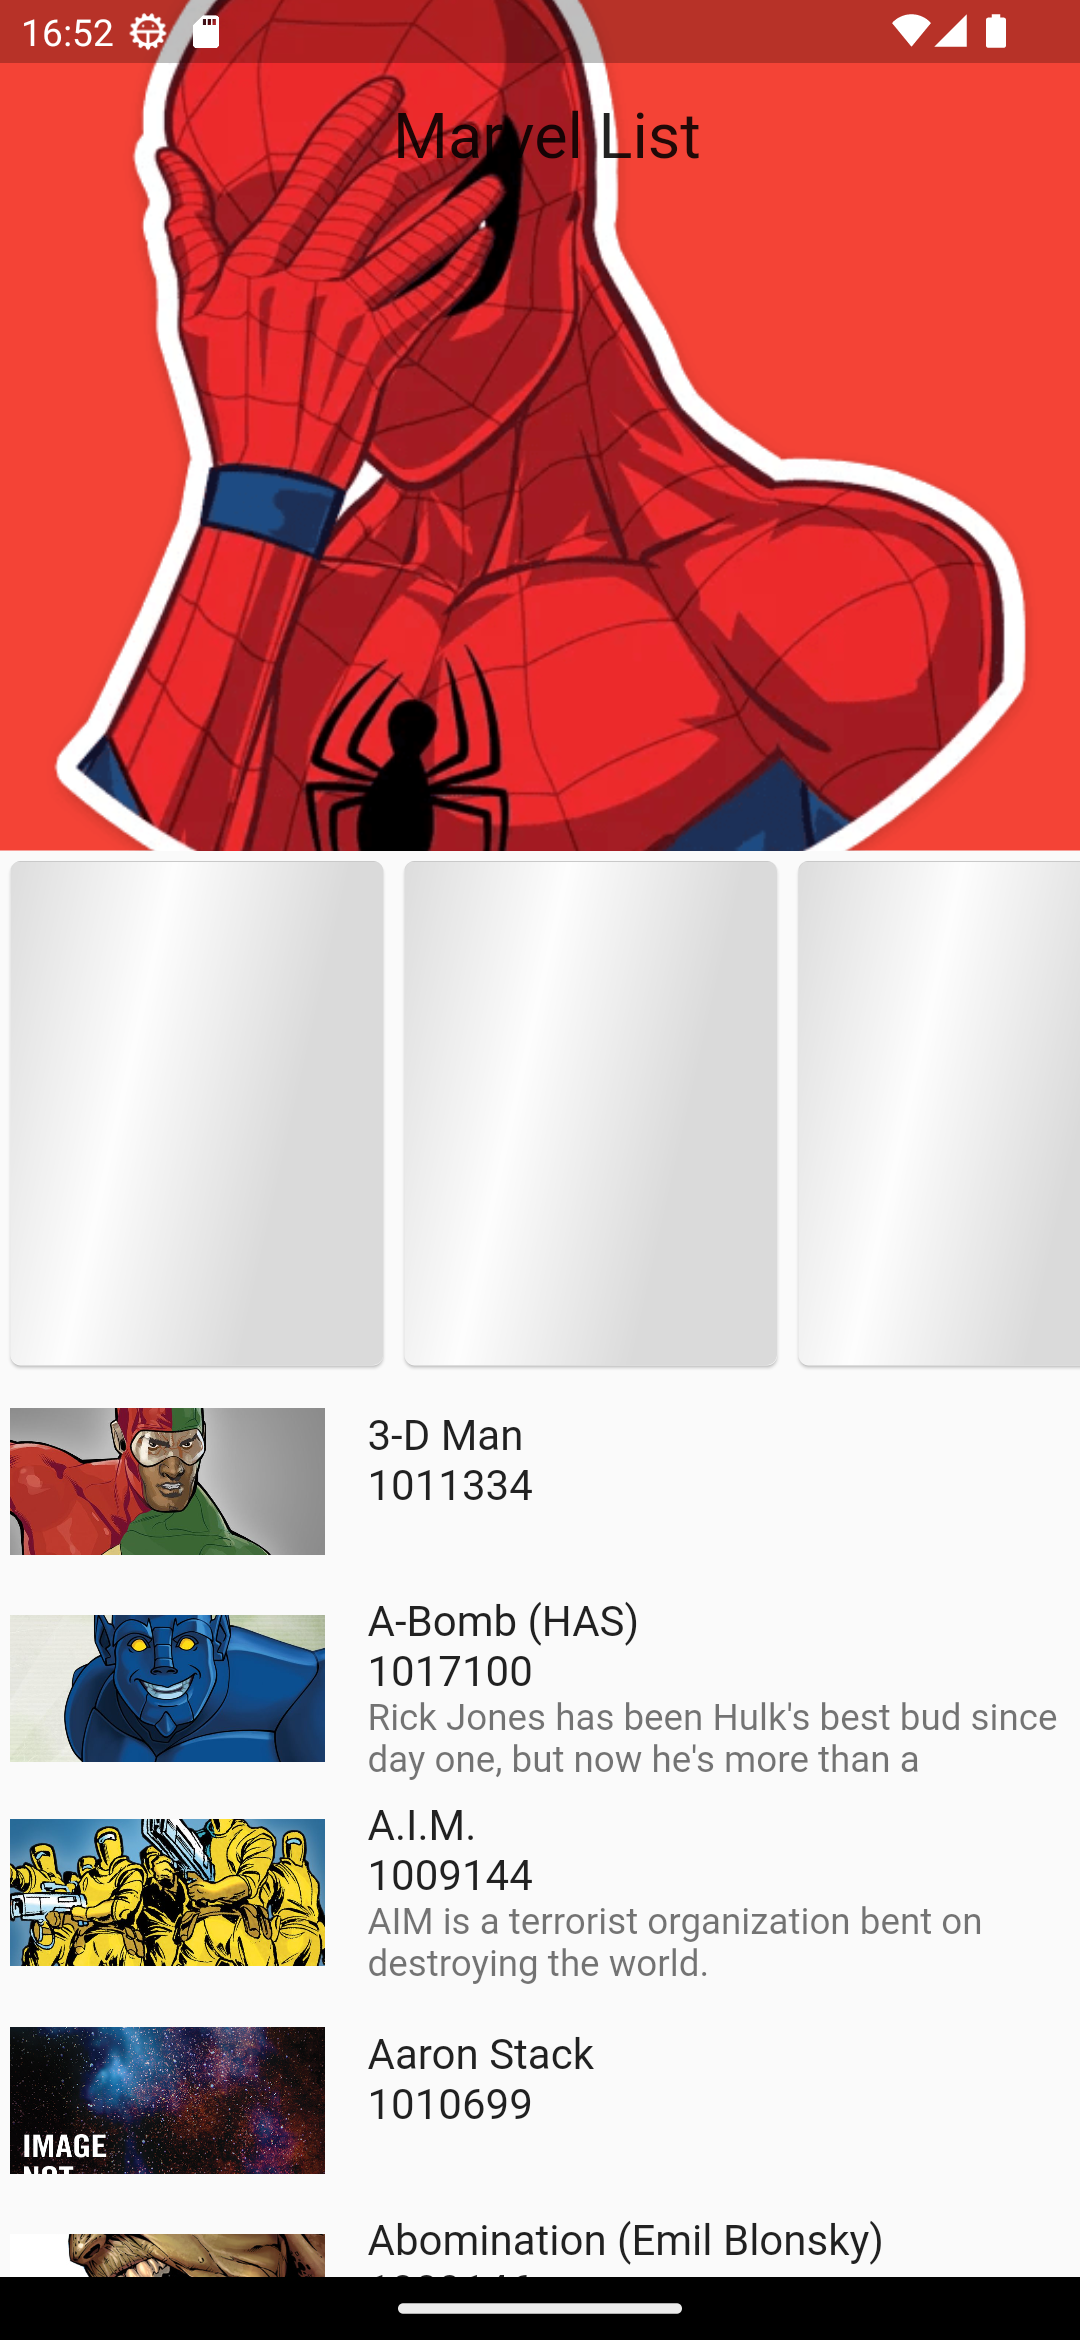 16:52
Marvel List
3-D Man
1011334
A-Bomb (HAS)
1017100
Rick Jones has been Hulk's best bud since
day one, but now he's more than a
A.I.M.
1009144
AIM is a terrorist organization bent on
destroying the world.
IMAGE
NOT
Aaron Stack
1010699
Abomination (Emil Blonsky)